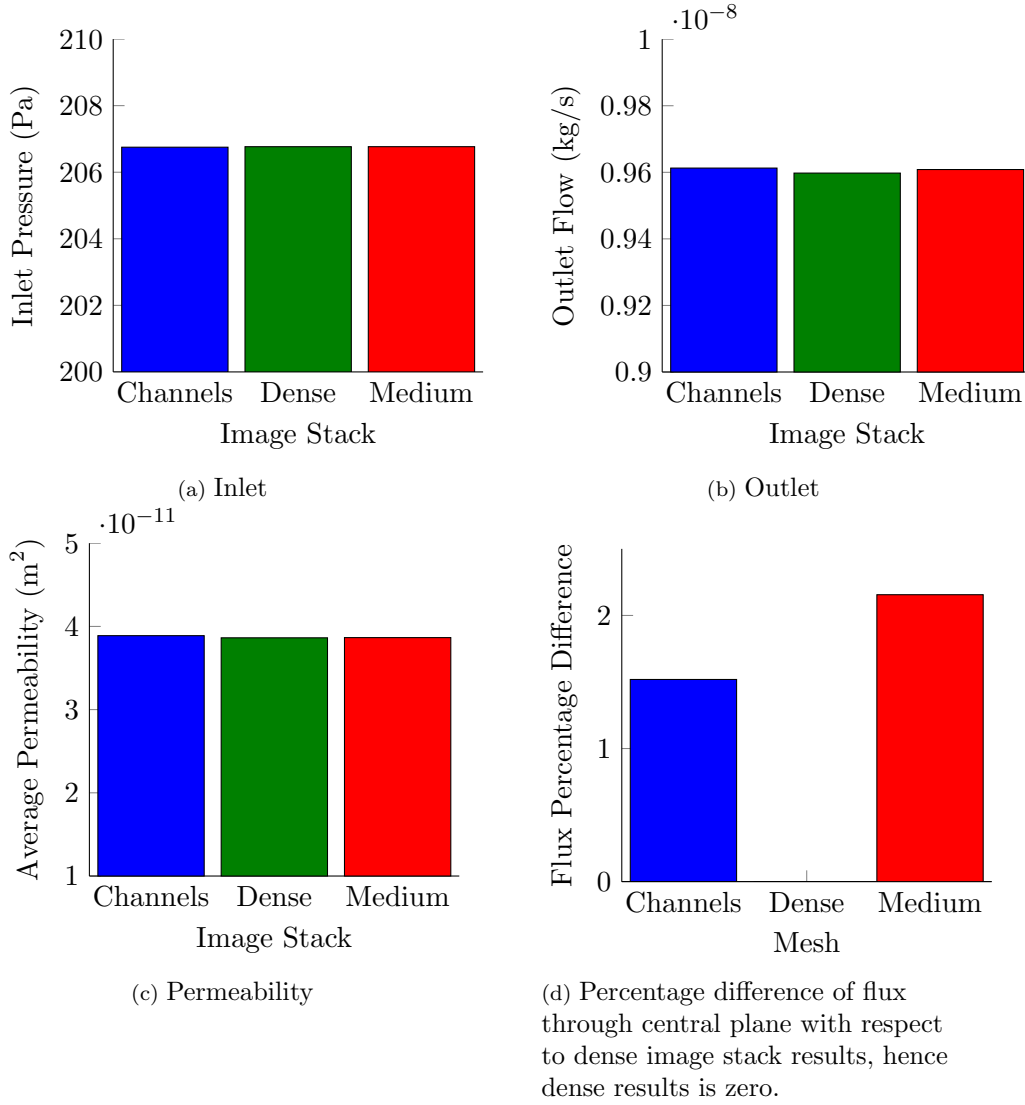 210
208
206
204
202
200
Inlet Pressure (Pa)
Channels Dense Medium
Image Stack
(a) Inlet
·10⁻⁸
1
0.98
0.96
0.94
0.92
0.9
Outlet Flow (kg/s)
Channels Dense Medium
Image Stack
(b) Outlet
·10⁻¹¹
5
4
3
2
1
Average Permeability (m²)
Channels Dense Medium
Image Stack
(c) Permeability
2
1
0
Flux Percentage Difference
Channels Dense Medium
Mesh
(d) Percentage difference of flux
through central plane with respect
to dense image stack results, hence
dense results is zero.